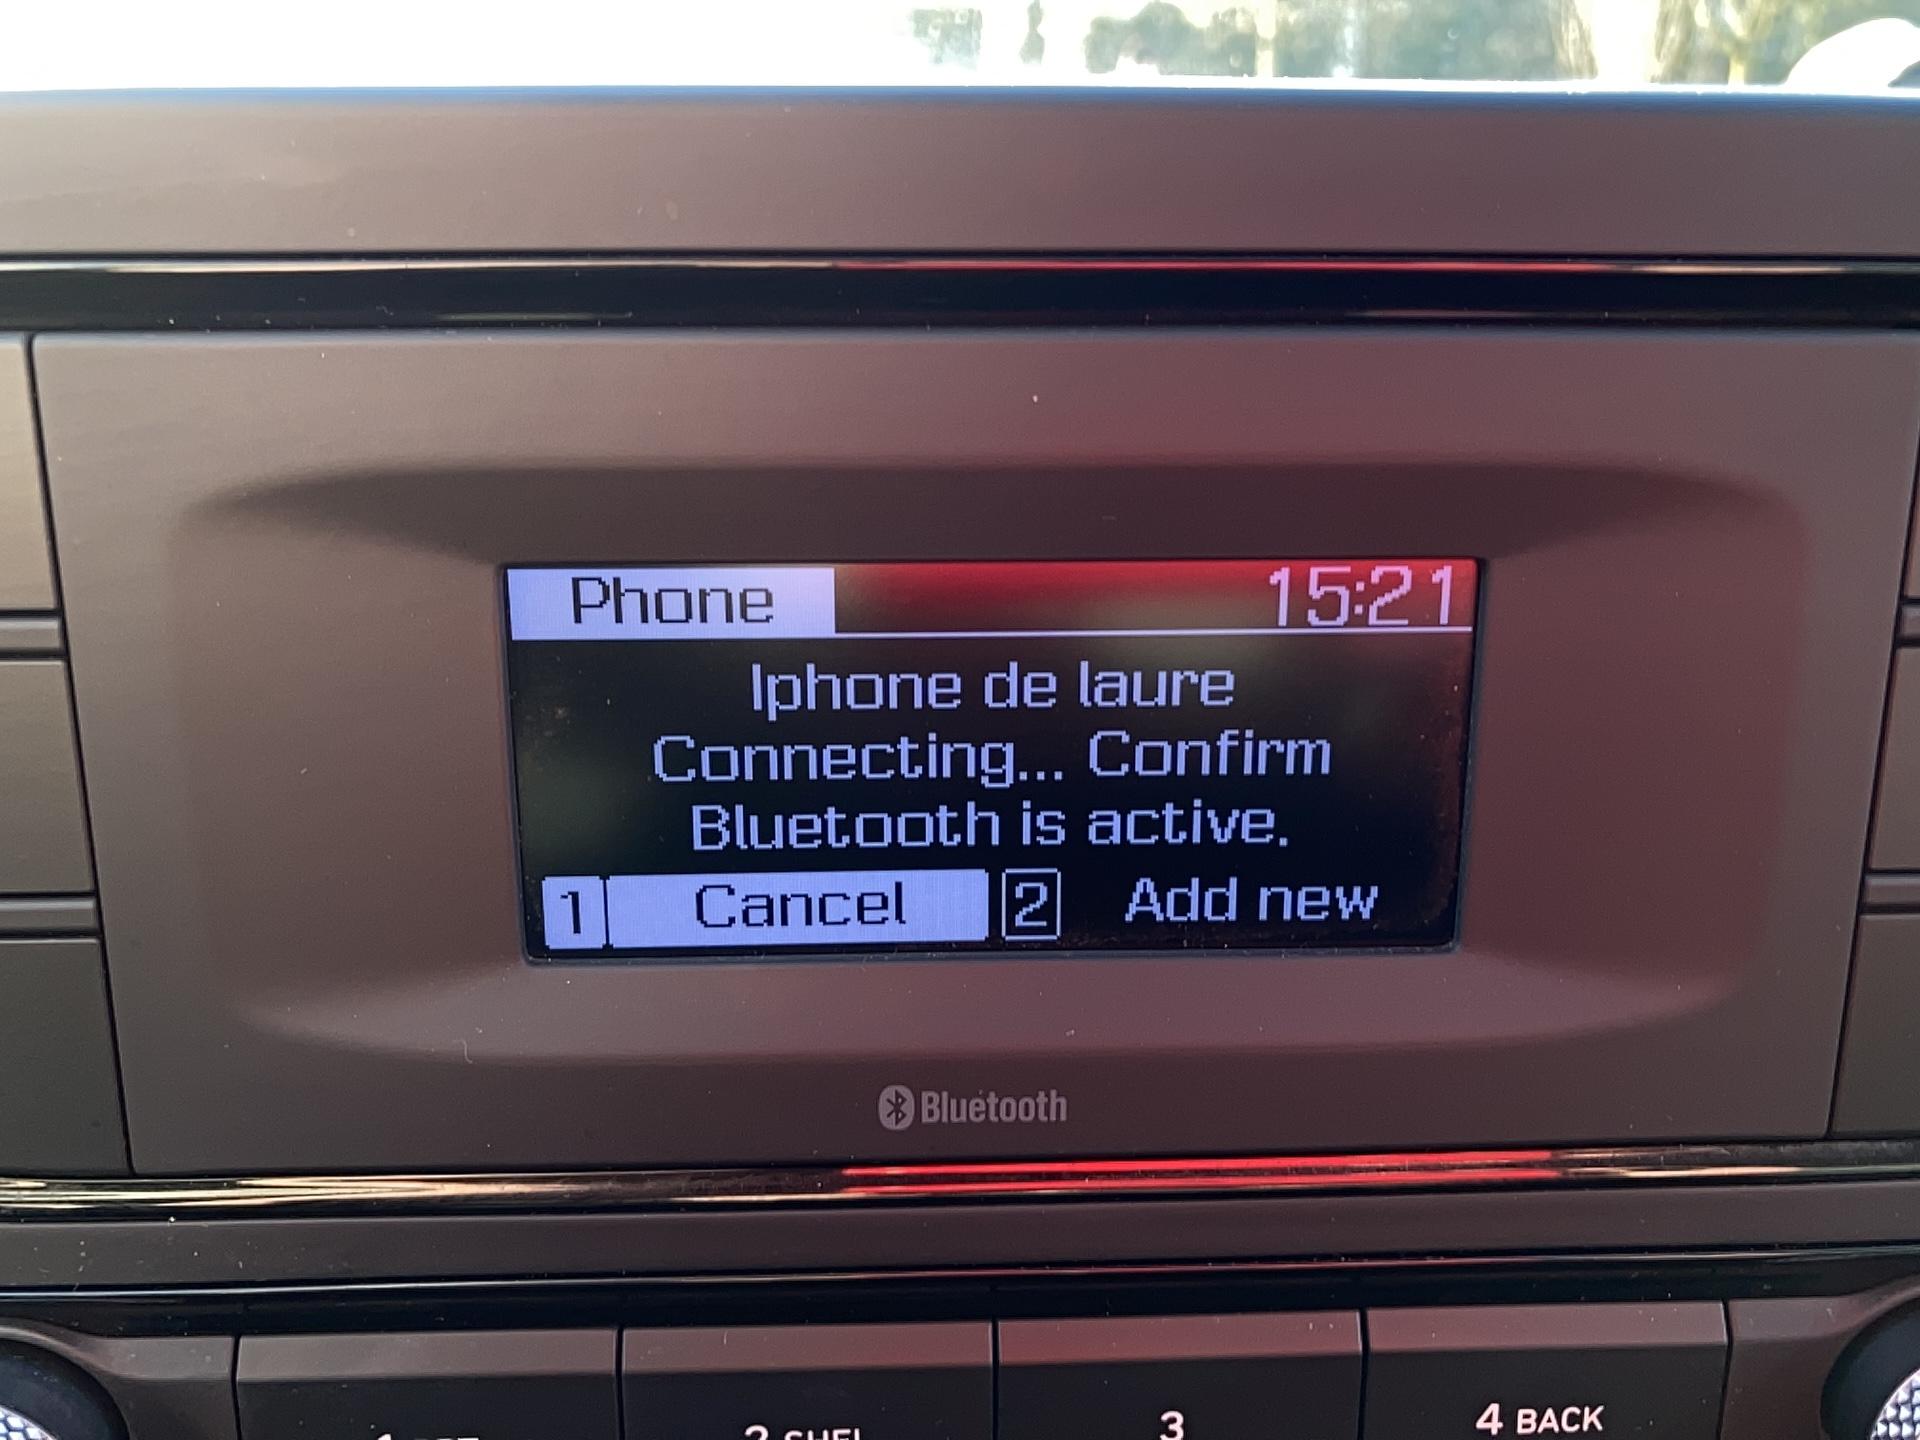 Phone 15:21
Iphone de laure
Connecting... Confirm
Bluetooth is active.
1 Cancel 2 Add new
Bluetooth
2 3 4 BACK